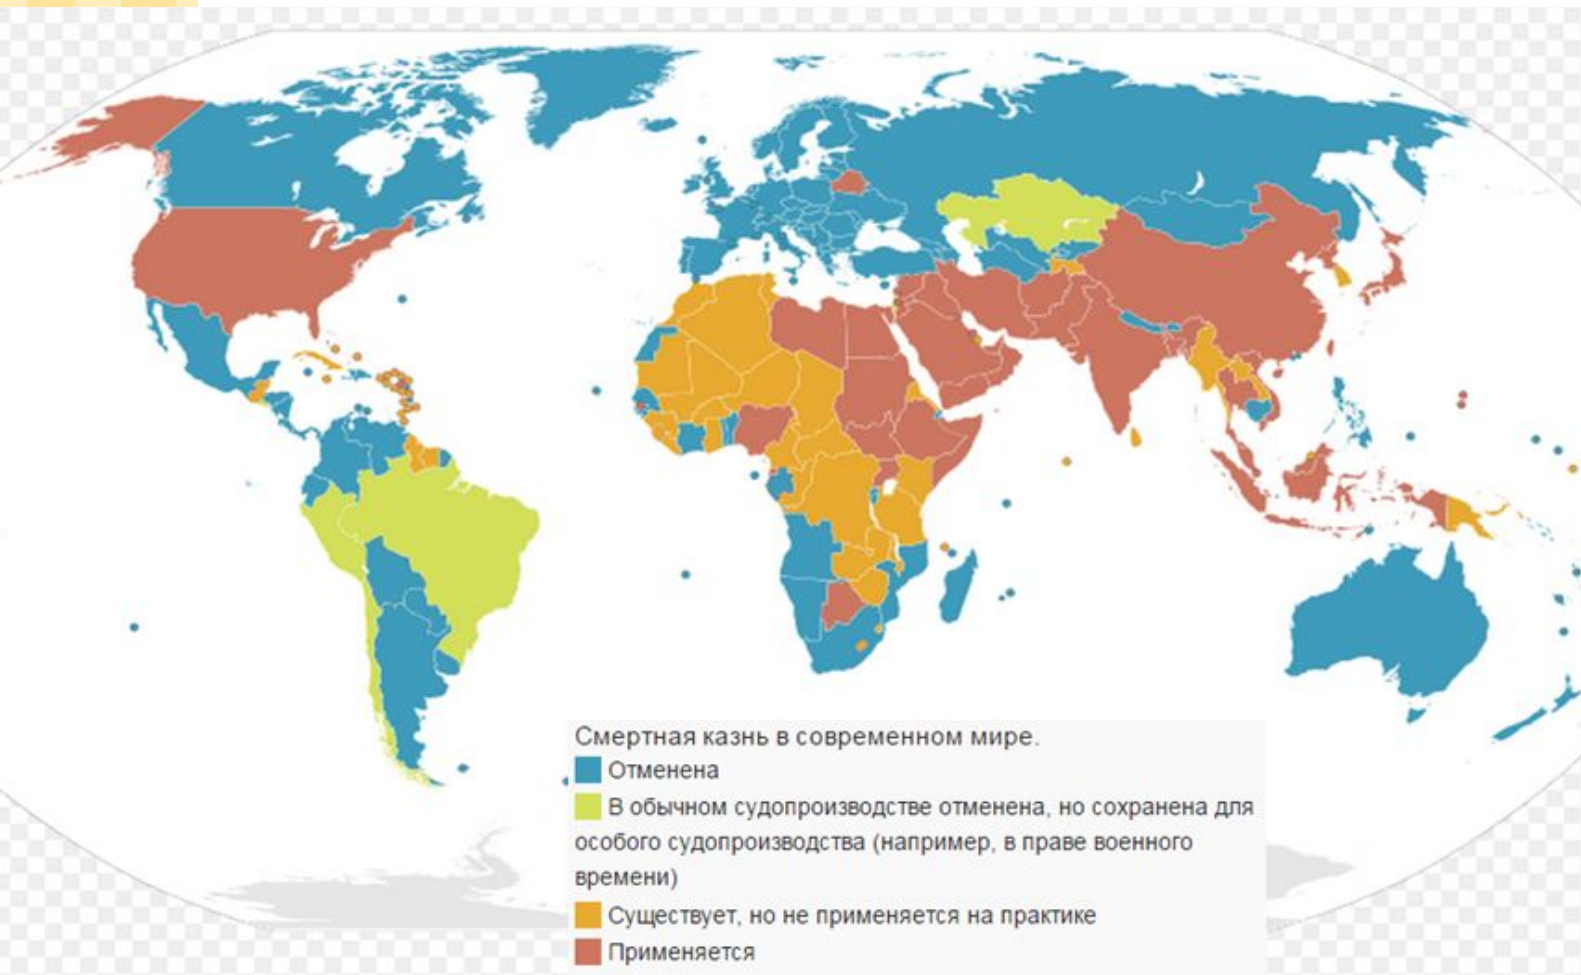 Смертная казнь в современном мире.
Отменена
В обычном судопроизводстве отменена, но сохранена для
особого судопроизводства (например, в праве военного
времени)
Существует, но не применяется на практике
Применяется